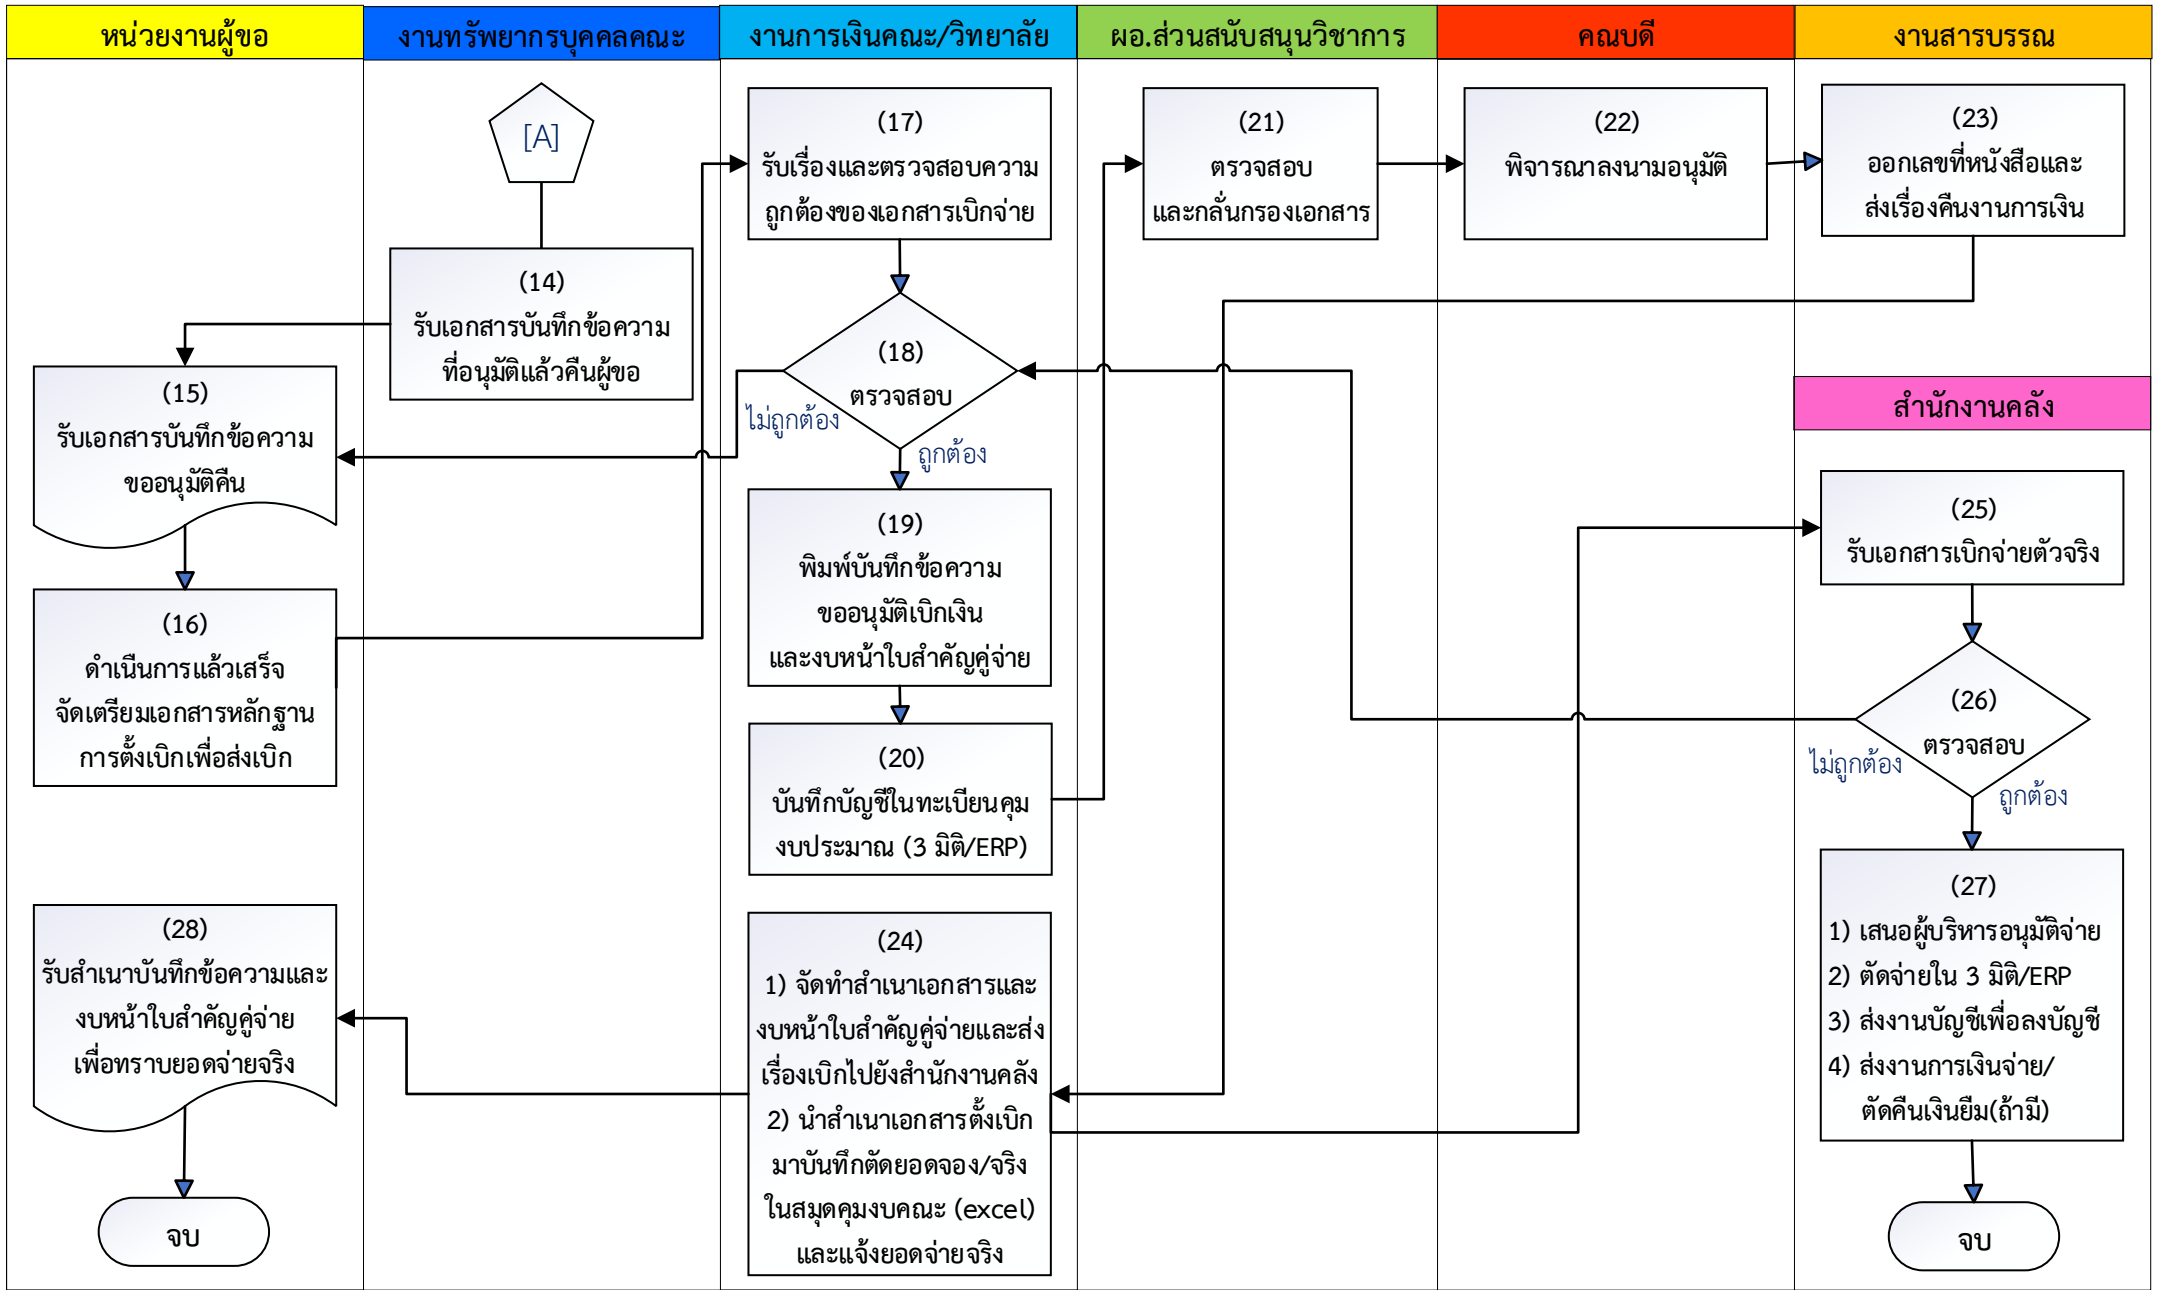 หน่วยงานผู้ขอ
งานทรัพยากรบุคคลคณะ
งานการเงินคณะ/วิทยาลัย
ผอ.ส่วนสนับสนุนวิชาการ
คณบดี
งานสารบรรณ
[A]
(14)
รับเอกสารบันทึกข้อความ
ที่อนุมัติแล้วคืนผู้ขอ
(15)
รับเอกสารบันทึกข้อความ
ขออนุมัติคืน
(16)
ดำเนินการแล้วเสร็จ
จัดเตรียมเอกสารหลักฐาน
การตั้งเบิกเพื่อส่งเบิก
(17)
รับเรื่องและตรวจสอบความ
ถูกต้องของเอกสารเบิกจ่าย
(18)
ตรวจสอบ
ไม่ถูกต้อง
ถูกต้อง
(19)
พิมพ์บันทึกข้อความ
ขออนุมัติเบิกเงิน
และงบหน้าใบสำคัญคู่จ่าย
(20)
บันทึกบัญชีในทะเบียนคุม
งบประมาณ (3 มิติ/ERP)
(21)
ตรวจสอบ
และกลั่นกรองเอกสาร
(22)
พิจารณาลงนามอนุมัติ
(23)
ออกเลขที่หนังสือและ
ส่งเรื่องคืนงานการเงิน
(24)
1) จัดทำสำเนาเอกสารและ
งบหน้าใบสำคัญคู่จ่ายและส่ง
เรื่องเบิกไปยังสำนักงานคลัง
2) นำสำเนาเอกสารตั้งเบิก
มาบันทึกตัดยอดจอง/จริง
ในสมุดคุมงบคณะ (excel)
และแจ้งยอดจ่ายจริง
สำนักงานคลัง
(25)
รับเอกสารเบิกจ่ายตัวจริง
(26)
ตรวจสอบ
ไม่ถูกต้อง
ถูกต้อง
(27)
1) เสนอผู้บริหารอนุมัติจ่าย
2) ตัดจ่ายใน 3 มิติ/ERP
3) ส่งงานบัญชีเพื่อลงบัญชี
4) ส่งงานการเงินจ่าย/
ตัดคืนเงินยืม(ถ้ามี)
จบ
(28)
รับสำเนาบันทึกข้อความและ
งบหน้าใบสำคัญคู่จ่าย
เพื่อทราบยอดจ่ายจริง
จบ